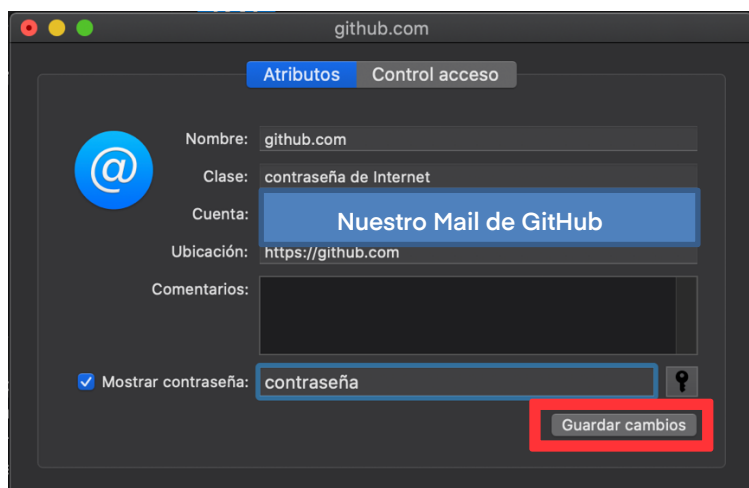 github.com
Atributos Control acceso
@
Nombre: github.com
Clase: contraseña de Internet
Cuenta: Nuestro Mail de GitHub
Ubicación: https://github.com
Comentarios:
Mostrar contraseña: contraseña
Guardar cambios